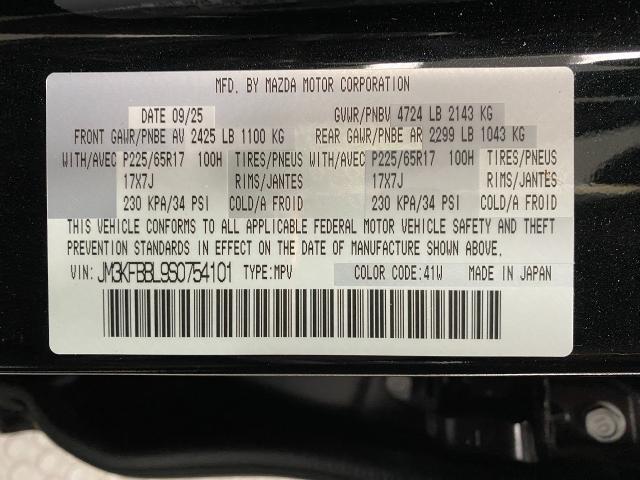 MFD. BY MAZDA MOTOR CORPORATION
DATE 09/25 GVWR/PNBV 4724 LB 2143 KG
FRONT GAWR/PNBE AV 2425 LB 1100 KG REAR GAWR/PNBE AR 2299 LB 1043 KG
WITH/AVEC P225/65R17 100H TIRES/PNEUS WITH/AVEC P225/65R17 100H TIRES/PNEUS
17X7J RIMS/JANTES 17X7J RIMS/JANTES
230 KPA/34 PSI COLD/A FROID 230 KPA/34 PSI COLD/A FROID
THIS VEHICLE CONFORMS TO ALL APPLICABLE FEDERAL MOTOR VEHICLE SAFETY AND THEFT
PREVENTION STANDARDS IN EFFECT ON THE DATE OF MANUFACTURE SHOWN ABOVE.
VIN: JM3KFBBL9S0754101 TYPE:MPV COLOR CODE:41W MADE IN JAPAN